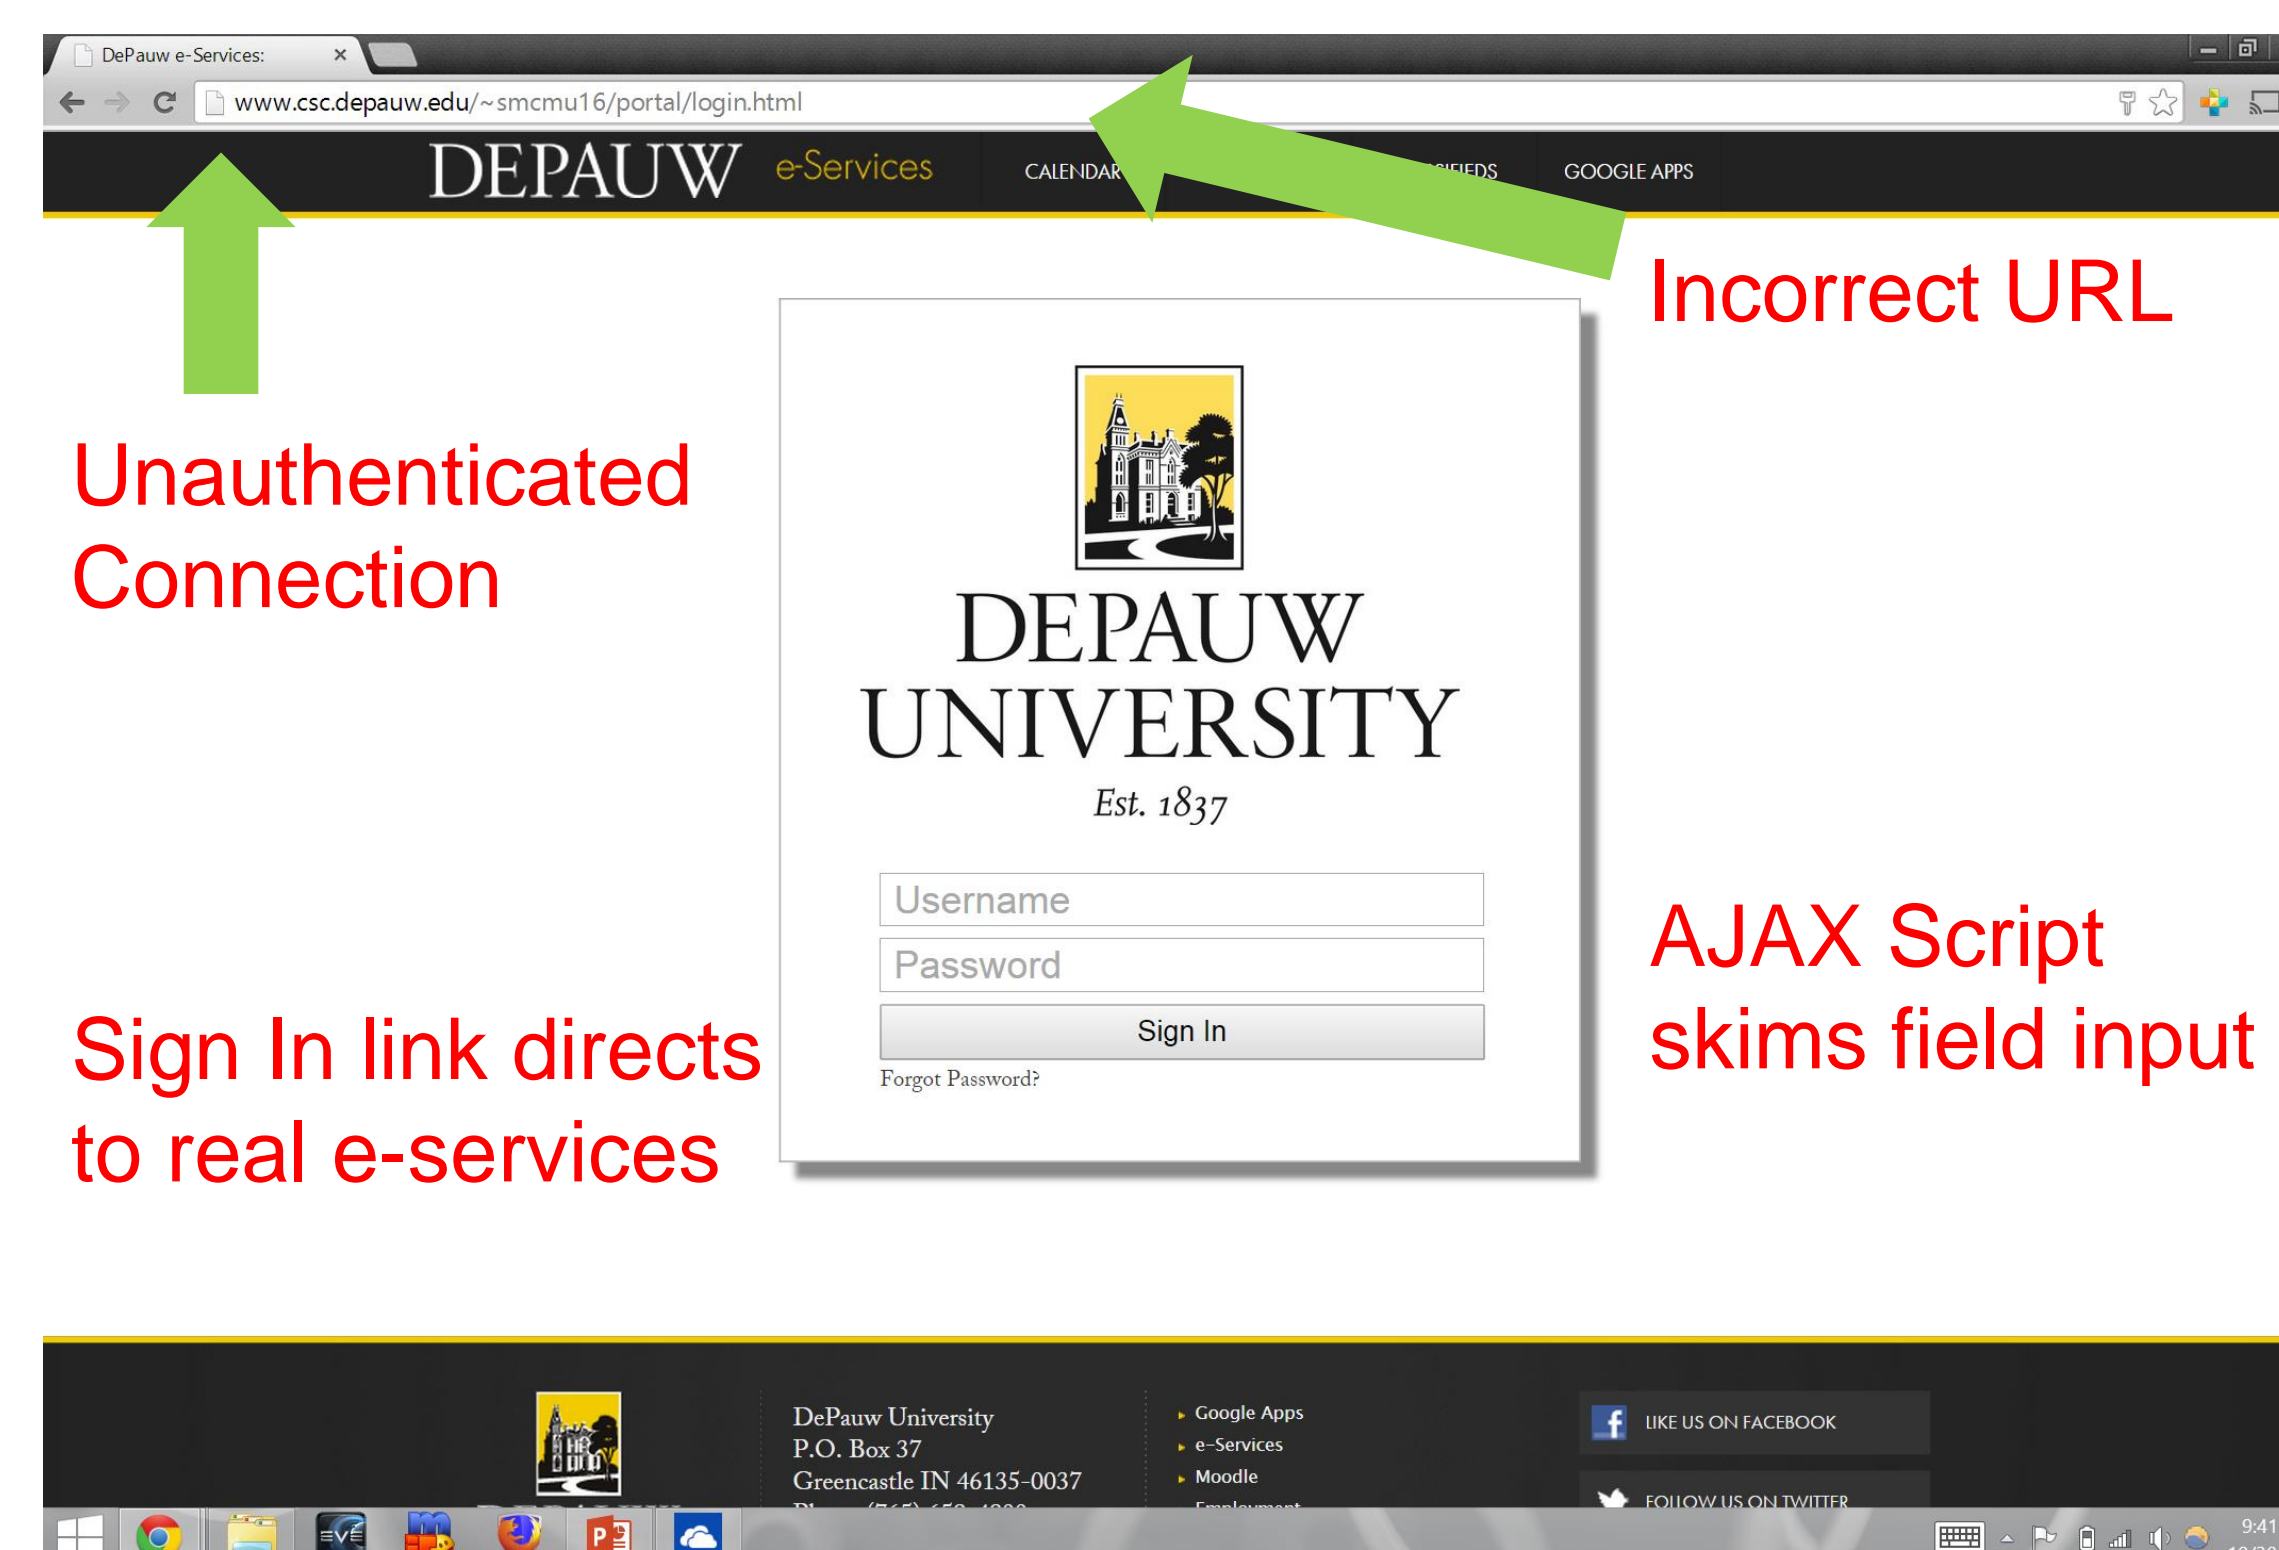 DePauw e-Services:
www.csc.depauw.edu/~smcmu16/portal/login.html
DEPAUW e-Services CALENDAR GOOGLE APPS
Incorrect URL
Unauthenticated
Connection
DEPAUW
UNIVERSITY
Est. 1837
Username
Password
Sign In
Forgot Password?
AJAX Script
skims field input
Sign In link directs
to real e-services
DePauw University
P.O. Box 37
Greencastle IN 46135-0037
Google Apps
e-Services
Moodle
Employment
LIKE US ON FACEBOOK
FOLLOW US ON TWITTER
EVE
9:41